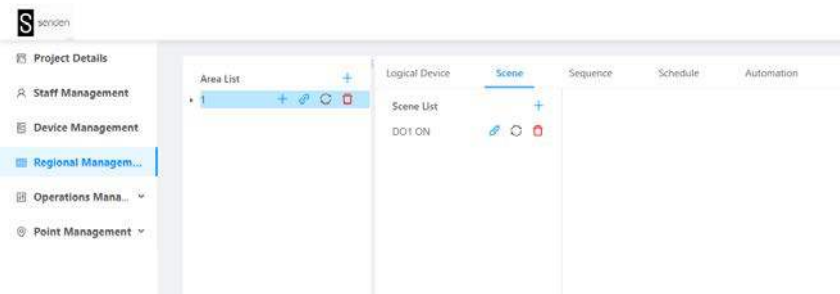 S senden
Project Details
Staff Management
Device Management
Regional Managem...
Operations Mana...
Point Management
Area List
1
Logical Device Scene Sequence Schedule Automation
Scene List
DO1 ON